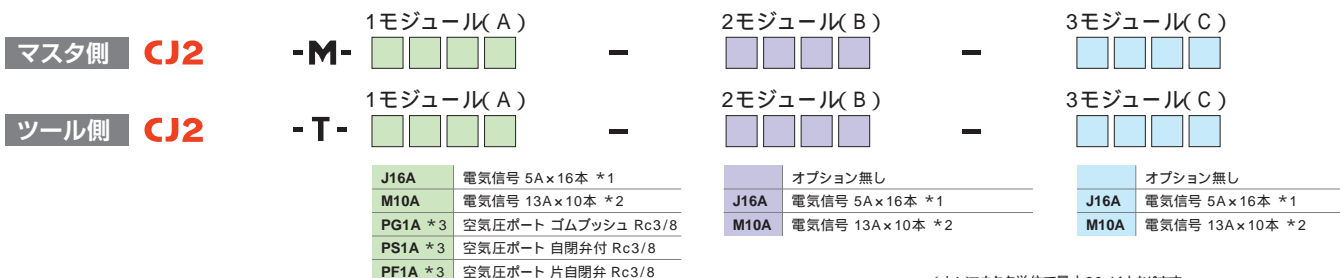 1モジュール(A) 2モジュール(B) 3モジュール(C)
マスタ側 CJ2 -M- - -
1モジュール(A) 2モジュール(B) 3モジュール(C)
ツール側 CJ2 -T- - -
J16A 電気信号 5A×16本 *1
M10A 電気信号 13A×10本 *2
PG1A *3 空気圧ポート ゴムブッシュ Rc3/8
PS1A *3 空気圧ポート 自閉弁付 Rc3/8
PF1A *3 空気圧ポート 片自閉弁 Rc3/8
オプション無し
J16A 電気信号 5A×16本 *1
M10A 電気信号 13A×10本 *2
オプション無し
J16A 電気信号 5A×16本 *1
M10A 電気信号 13A×10本 *2